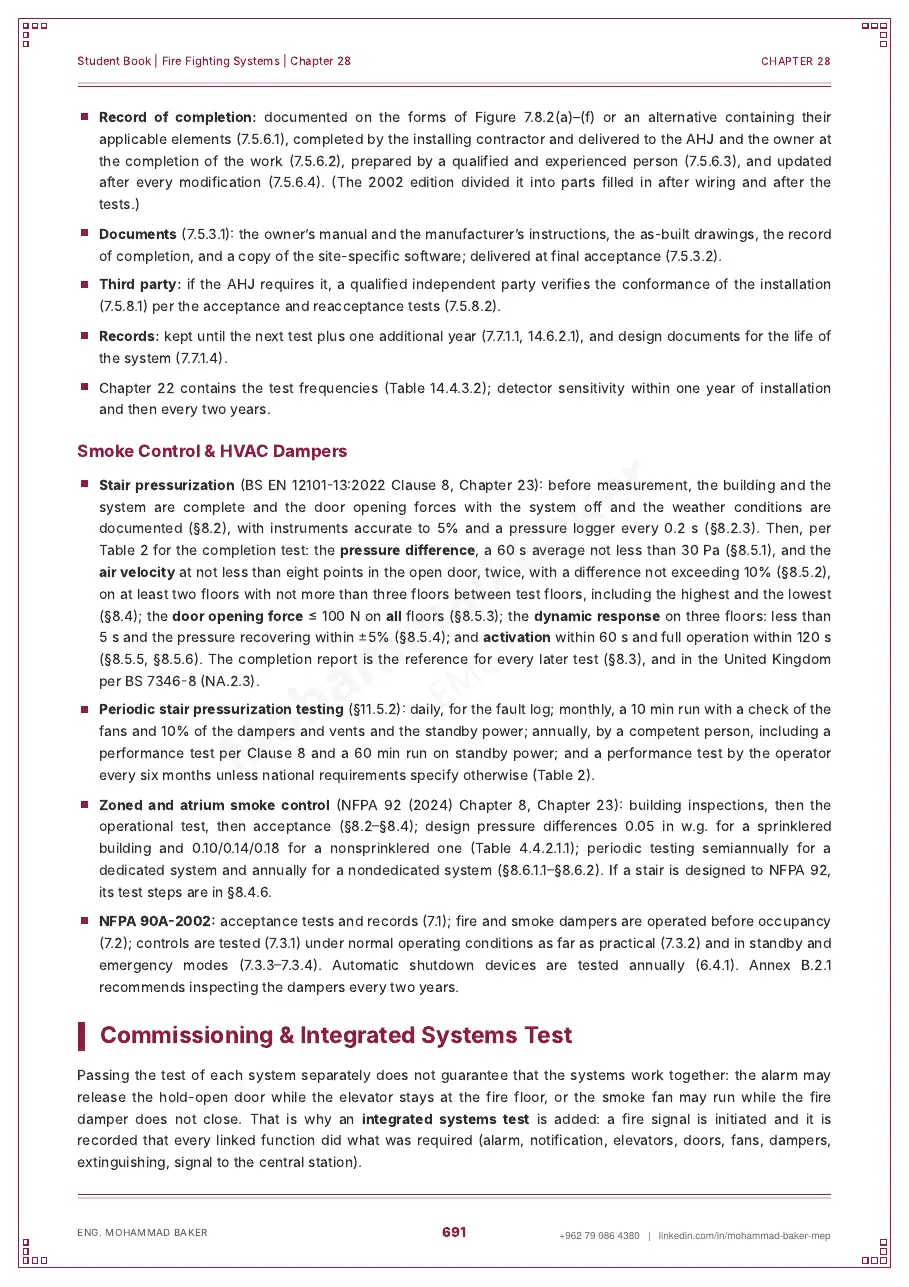 Student Book | Fire Fighting Systems | Chapter 28
CHAPTER 28
Record of completion: documented on the forms of Figure 7.8.2(a)–(f) or an alternative containing their
applicable elements (7.5.6.1), completed by the installing contractor and delivered to the AHJ and the owner at
the completion of the work (7.5.6.2), prepared by a qualified and experienced person (7.5.6.3), and updated
after every modification (7.5.6.4). (The 2002 edition divided it into parts filled in after wiring and after the
tests.)
Documents (7.5.3.1): the owner's manual and the manufacturer's instructions, the as-built drawings, the record
of completion, and a copy of the site-specific software; delivered at final acceptance (7.5.3.2).
Third party: if the AHJ requires it, a qualified independent party verifies the conformance of the installation
(7.5.8.1) per the acceptance and reacceptance tests (7.5.8.2).
Records: kept until the next test plus one additional year (7.7.1.1, 14.6.2.1), and design documents for the life of
the system (7.7.1.4).
Chapter 22 contains the test frequencies (Table 14.4.3.2); detector sensitivity within one year of installation
and then every two years.
Smoke Control & HVAC Dampers
Stair pressurization (BS EN 12101-13:2022 Clause 8, Chapter 23): before measurement, the building and the
system are complete and the door opening forces with the system off and the weather conditions are
documented (§8.2), with instruments accurate to 5% and a pressure logger every 0.2 s (§8.2.3). Then, per
Table 2 for the completion test: the pressure difference, a 60 s average not less than 30 Pa (§8.5.1), and the
air velocity at not less than eight points in the open door, twice, with a difference not exceeding 10% (§8.5.2),
on at least two floors with not more than three floors between test floors, including the highest and the lowest
(§8.4); the door opening force ≤ 100 N on all floors (§8.5.3); the dynamic response on three floors: less than
5 s and the pressure recovering within ±5% (§8.5.4); and activation within 60 s and full operation within 120 s
(§8.5.5, §8.5.6). The completion report is the reference for every later test (§8.3), and in the United Kingdom
per BS 7346-8 (NA.2.3).
Periodic stair pressurization testing (§11.5.2): daily, for the fault log; monthly, a 10 min run with a check of the
fans and 10% of the dampers and vents and the standby power; annually, by a competent person, including a
performance test per Clause 8 and a 60 min run on standby power; and a performance test by the operator
every six months unless national requirements specify otherwise (Table 2).
Zoned and atrium smoke control (NFPA 92 (2024) Chapter 8, Chapter 23): building inspections, then the
operational test, then acceptance (§8.2–§8.4); design pressure differences 0.05 in w.g. for a sprinklered
building and 0.10/0.14/0.18 for a nonsprinklered one (Table 4.4.2.1.1); periodic testing semiannually for a
dedicated system and annually for a nondedicated system (§8.6.1.1–§8.6.2). If a stair is designed to NFPA 92,
its test steps are in §8.4.6.
NFPA 90A-2002: acceptance tests and records (7.1); fire and smoke dampers are operated before occupancy
(7.2); controls are tested (7.3.1) under normal operating conditions as far as practical (7.3.2) and in standby and
emergency modes (7.3.3–7.3.4). Automatic shutdown devices are tested annually (6.4.1). Annex B.2.1
recommends inspecting the dampers every two years.
Commissioning & Integrated Systems Test
Passing the test of each system separately does not guarantee that the systems work together: the alarm may
release the hold-open door while the elevator stays at the fire floor, or the smoke fan may run while the fire
damper does not close. That is why an integrated systems test is added: a fire signal is initiated and it is
recorded that every linked function did what was required (alarm, notification, elevators, doors, fans, dampers,
extinguishing, signal to the central station).
ENG. MOHAMMAD BAKER
691
+962 79 086 4380 | linkedin.com/in/mohammad-baker-mep